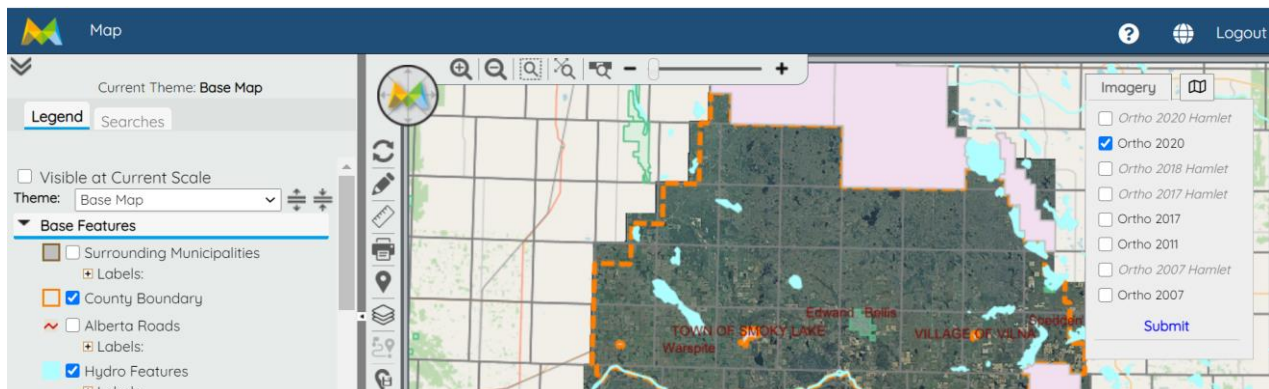 Map
Logout
Current Theme: Base Map
Legend
Searches
Visible at Current Scale
Theme: Base Map
Base Features
Surrounding Municipalities
Labels:
County Boundary
Alberta Roads
Labels:
Hydro Features
Imagery
Ortho 2020 Hamlet
Ortho 2020
Ortho 2018 Hamlet
Ortho 2017 Hamlet
Ortho 2017
Ortho 2011
Ortho 2007 Hamlet
Ortho 2007
Submit
Edwand Bellis
TOWN OF SMOKY LAKE
VILLAGE OF VILNA
Warspite